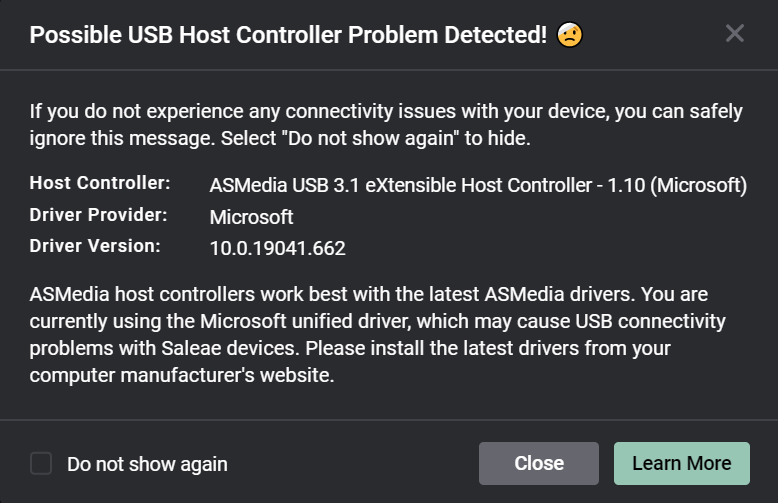 Possible USB Host Controller Problem Detected! 🤕
If you do not experience any connectivity issues with your device, you can safely
ignore this message. Select "Do not show again" to hide.
Host Controller: ASMedia USB 3.1 eXtensible Host Controller - 1.10 (Microsoft)
Driver Provider: Microsoft
Driver Version: 10.0.19041.662
ASMedia host controllers work best with the latest ASMedia drivers. You are
currently using the Microsoft unified driver, which may cause USB connectivity
problems with Saleae devices. Please install the latest drivers from your
computer manufacturer's website.
Do not show again Close Learn More